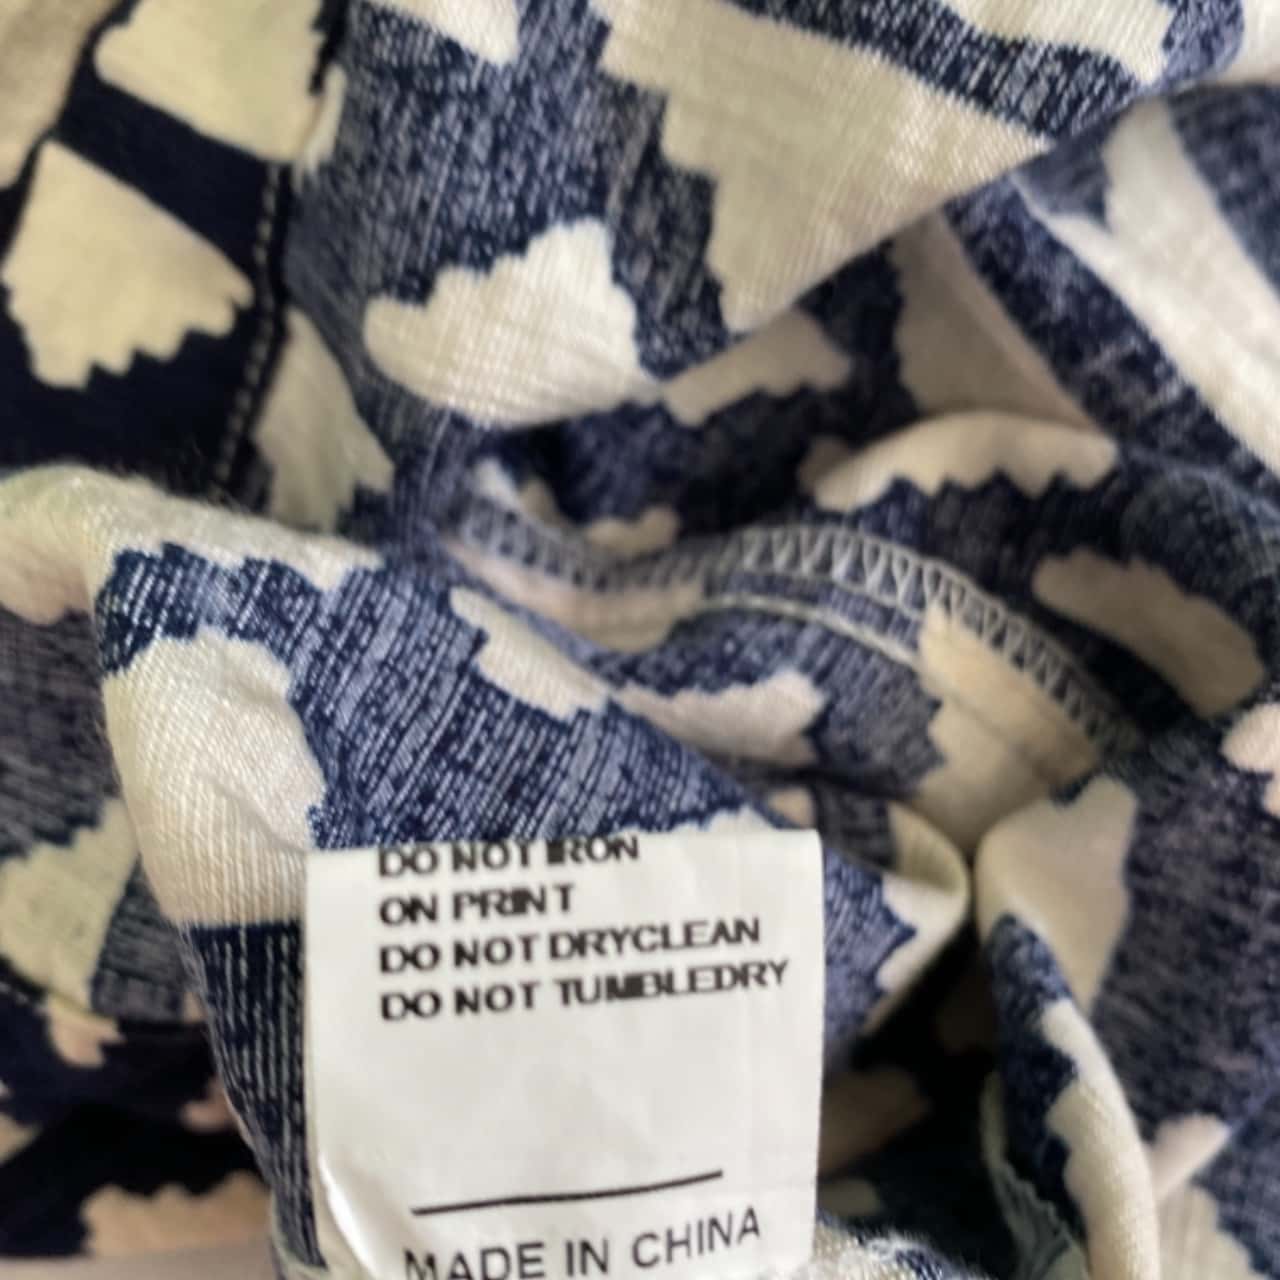 DO NOT IRON
ON PRINT
DO NOT DRYCLEAN
DO NOT TUMBLEDRY
MADE IN CHINA